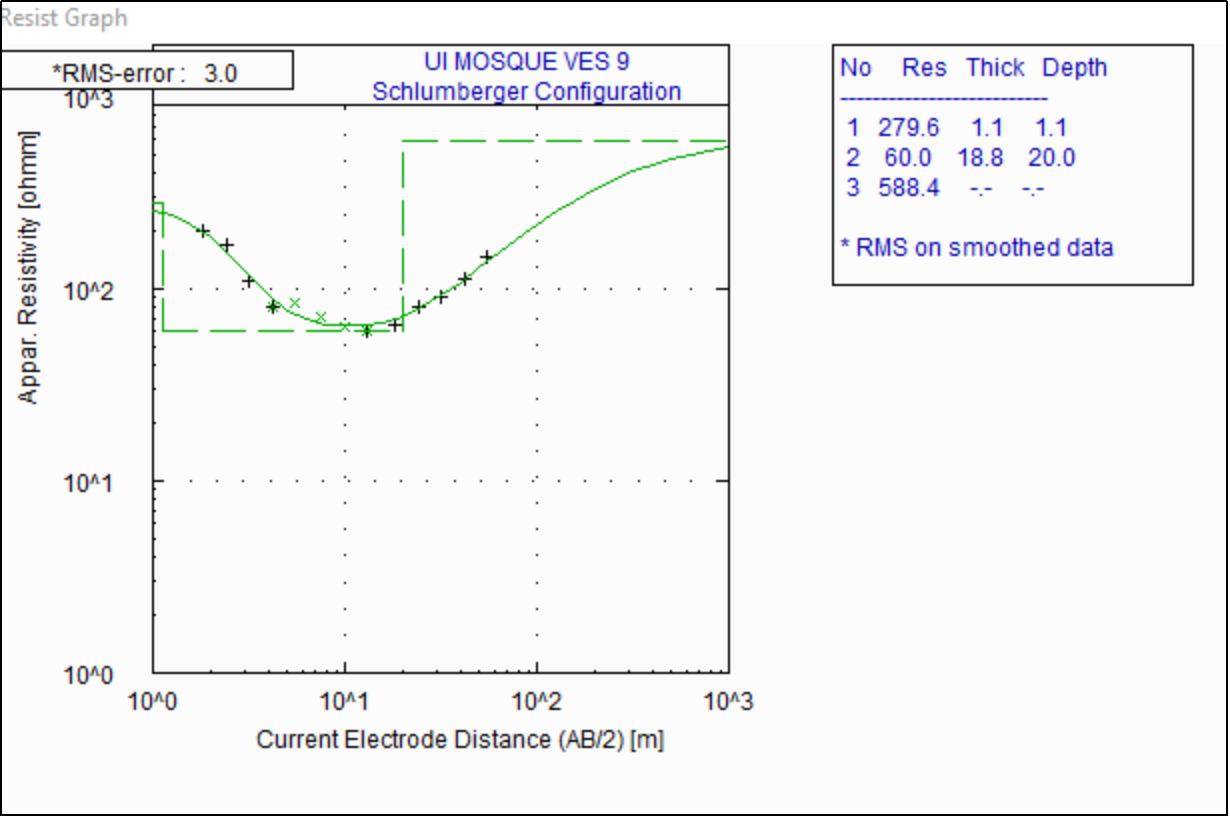 Resist Graph
*RMS-error : 3.0
UI MOSQUE VES 9
Schlumberger Configuration
10^3
10^2
10^1
10^0
Appar. Resistivity [ohmm]
10^0 10^1 10^2 10^3
Current Electrode Distance (AB/2) [m]
No Res Thick Depth
--------------------------
1 279.6 1.1 1.1
2 60.0 18.8 20.0
3 588.4 -.- -.-
* RMS on smoothed data